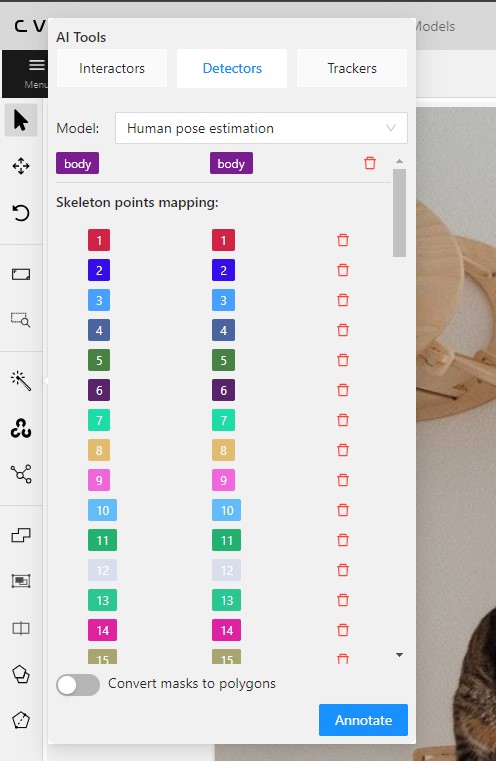 CV
Models
AI Tools
Interactors Detectors Trackers
Menu
Model: Human pose estimation
body body
Skeleton points mapping:
1 1
2 2
3 3
4 4
5 5
6 6
7 7
8 8
9 9
10 10
11 11
12 12
13 13
14 14
15 15
Convert masks to polygons
Annotate